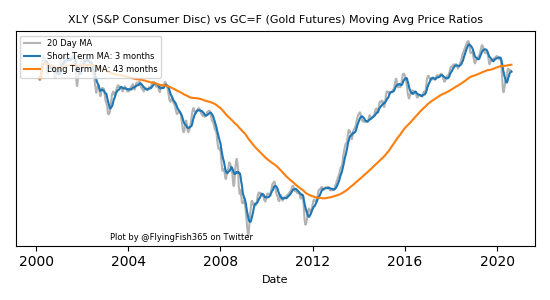 XLY (S&P Consumer Disc) vs GC=F (Gold Futures) Moving Avg Price Ratios
20 Day MA
Short Term MA: 3 months
Long Term MA: 43 months
Plot by @FlyingFish365 on Twitter
2000 2004 2008 2012 2016 2020
Date